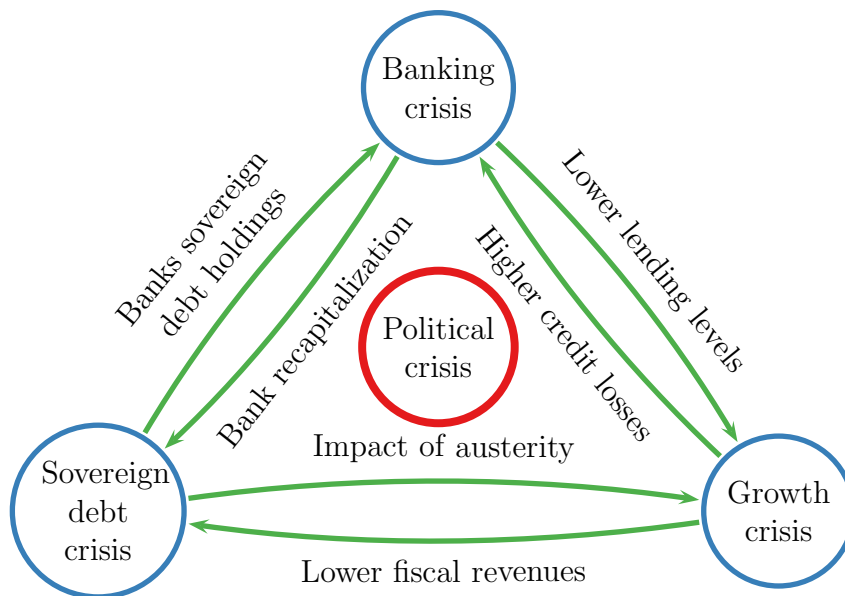 Banking
crisis
Banks sovereign
debt holdings
Bank recapitalization
Lower lending levels
Higher credit losses
Political
crisis
Impact of austerity
Sovereign
debt
crisis
Growth
crisis
Lower fiscal revenues